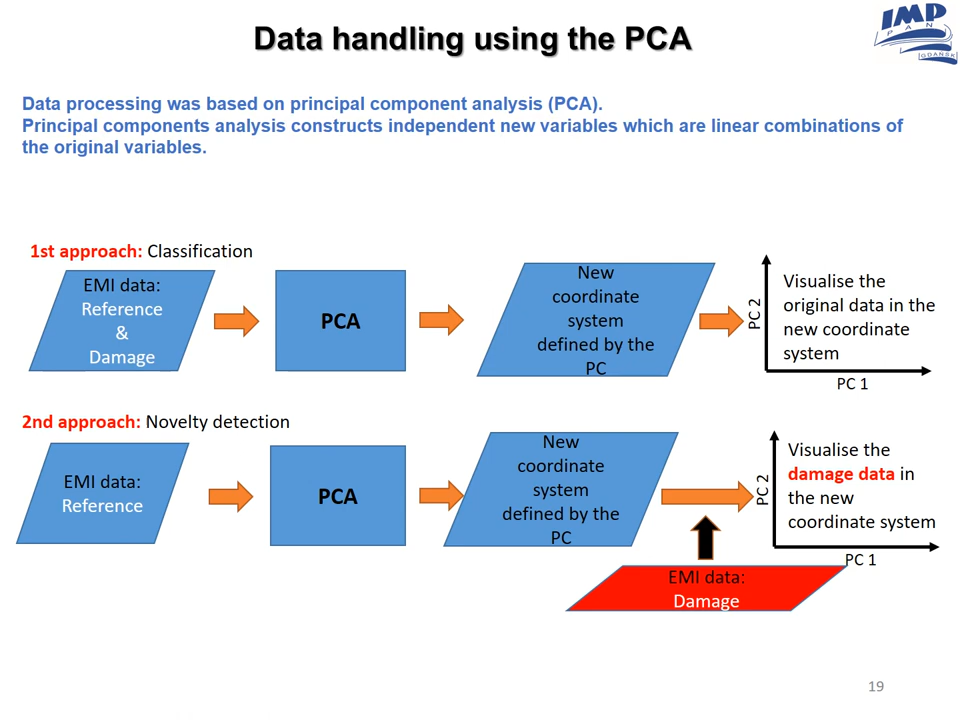 Data handling using the PCA
IMP
PAN
GDAŃSK
Data processing was based on principal component analysis (PCA).
Principal components analysis constructs independent new variables which are linear combinations of
the original variables.
1st approach: Classification
EMI data:
Reference
&
Damage
PCA
New
coordinate
system
defined by the
PC
PC 2
Visualise the
original data in the
new coordinate
system
PC 1
2nd approach: Novelty detection
EMI data:
Reference
PCA
New
coordinate
system
defined by the
PC
PC 2
Visualise the
damage data in
the new
coordinate system
PC 1
EMI data:
Damage
19